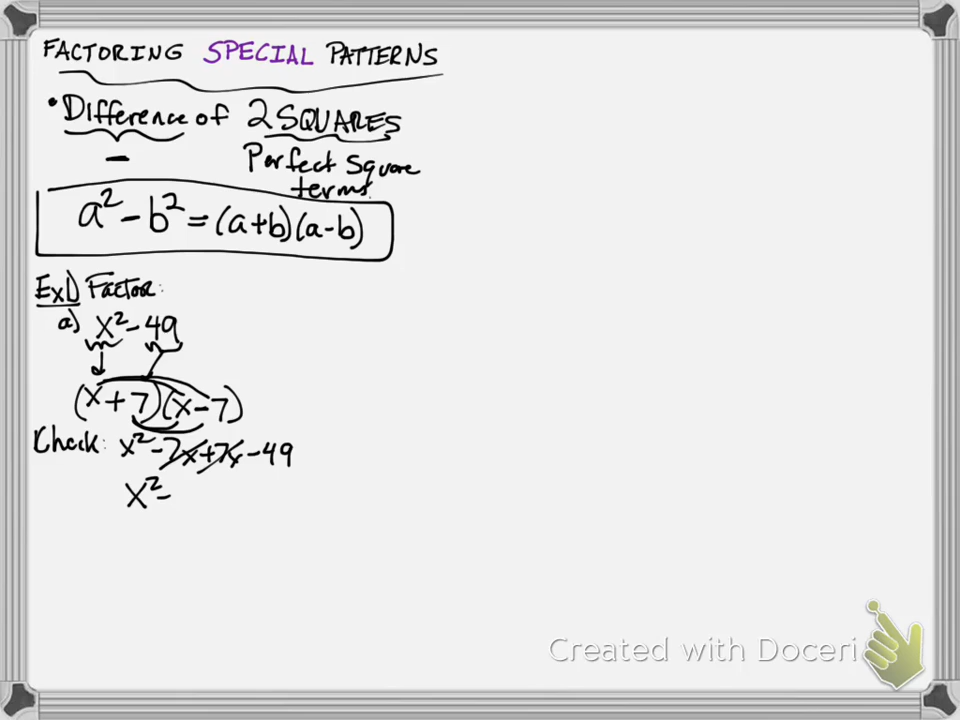 FACTORING SPECIAL PATTERNS
• Difference of 2 SQUARES
− Perfect Square
terms.
a² - b² = (a+b)(a-b)
Ex1) Factor:
a) x² - 49
(x + 7)(x - 7)
Check: x² - 7x + 7x - 49
x² -
Created with Doceri